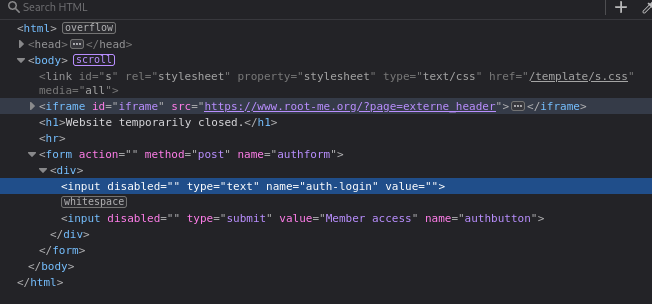 Search HTML
<html> overflow
<head> ••• </head>
<body> scroll
<link id="s" rel="stylesheet" property="stylesheet" type="text/css" href="/template/s.css"
media="all">
<iframe id="iframe" src="https://www.root-me.org/?page=externe_header"> ••• </iframe>
<h1>Website temporarily closed.</h1>
<hr>
<form action="" method="post" name="authform">
<div>
<input disabled="" type="text" name="auth-login" value="">
whitespace
<input disabled="" type="submit" value="Member access" name="authbutton">
</div>
</form>
</body>
</html>